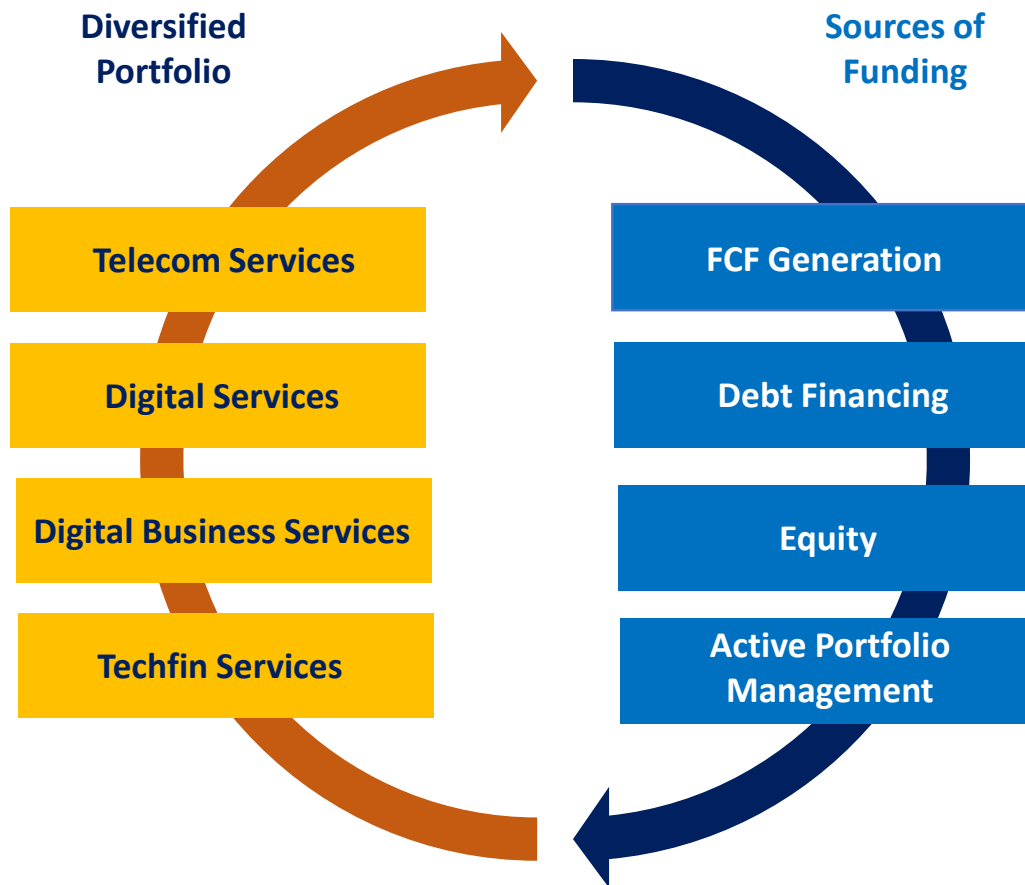 Diversified
Portfolio
Telecom Services
Digital Services
Digital Business Services
Techfin Services
Sources of
Funding
FCF Generation
Debt Financing
Equity
Active Portfolio
Management